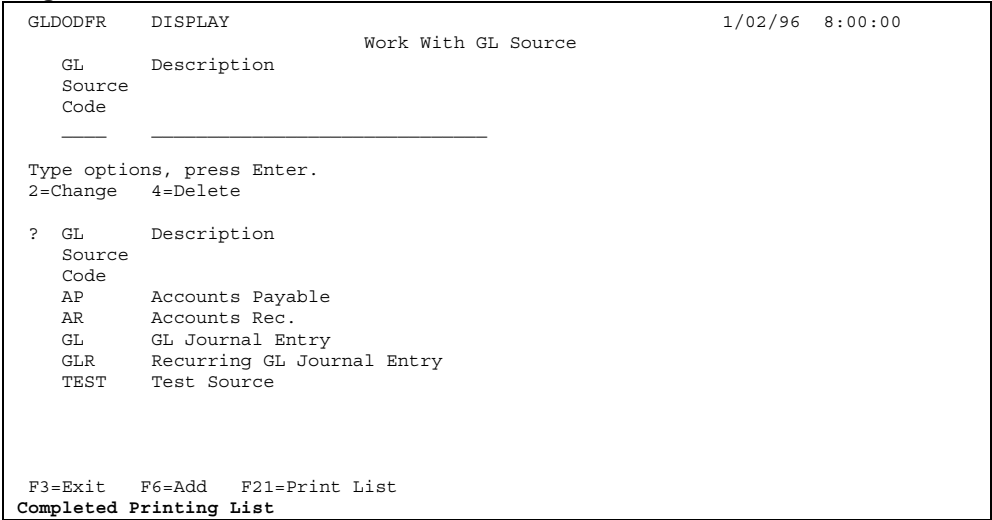 GLDODFR DISPLAY 1/02/96 8:00:00
Work With GL Source
GL Description
Source
Code
____ ______________________________
Type options, press Enter.
2=Change 4=Delete
? GL Description
Source
Code
AP Accounts Payable
AR Accounts Rec.
GL GL Journal Entry
GLR Recurring GL Journal Entry
TEST Test Source
F3=Exit F6=Add F21=Print List
Completed Printing List